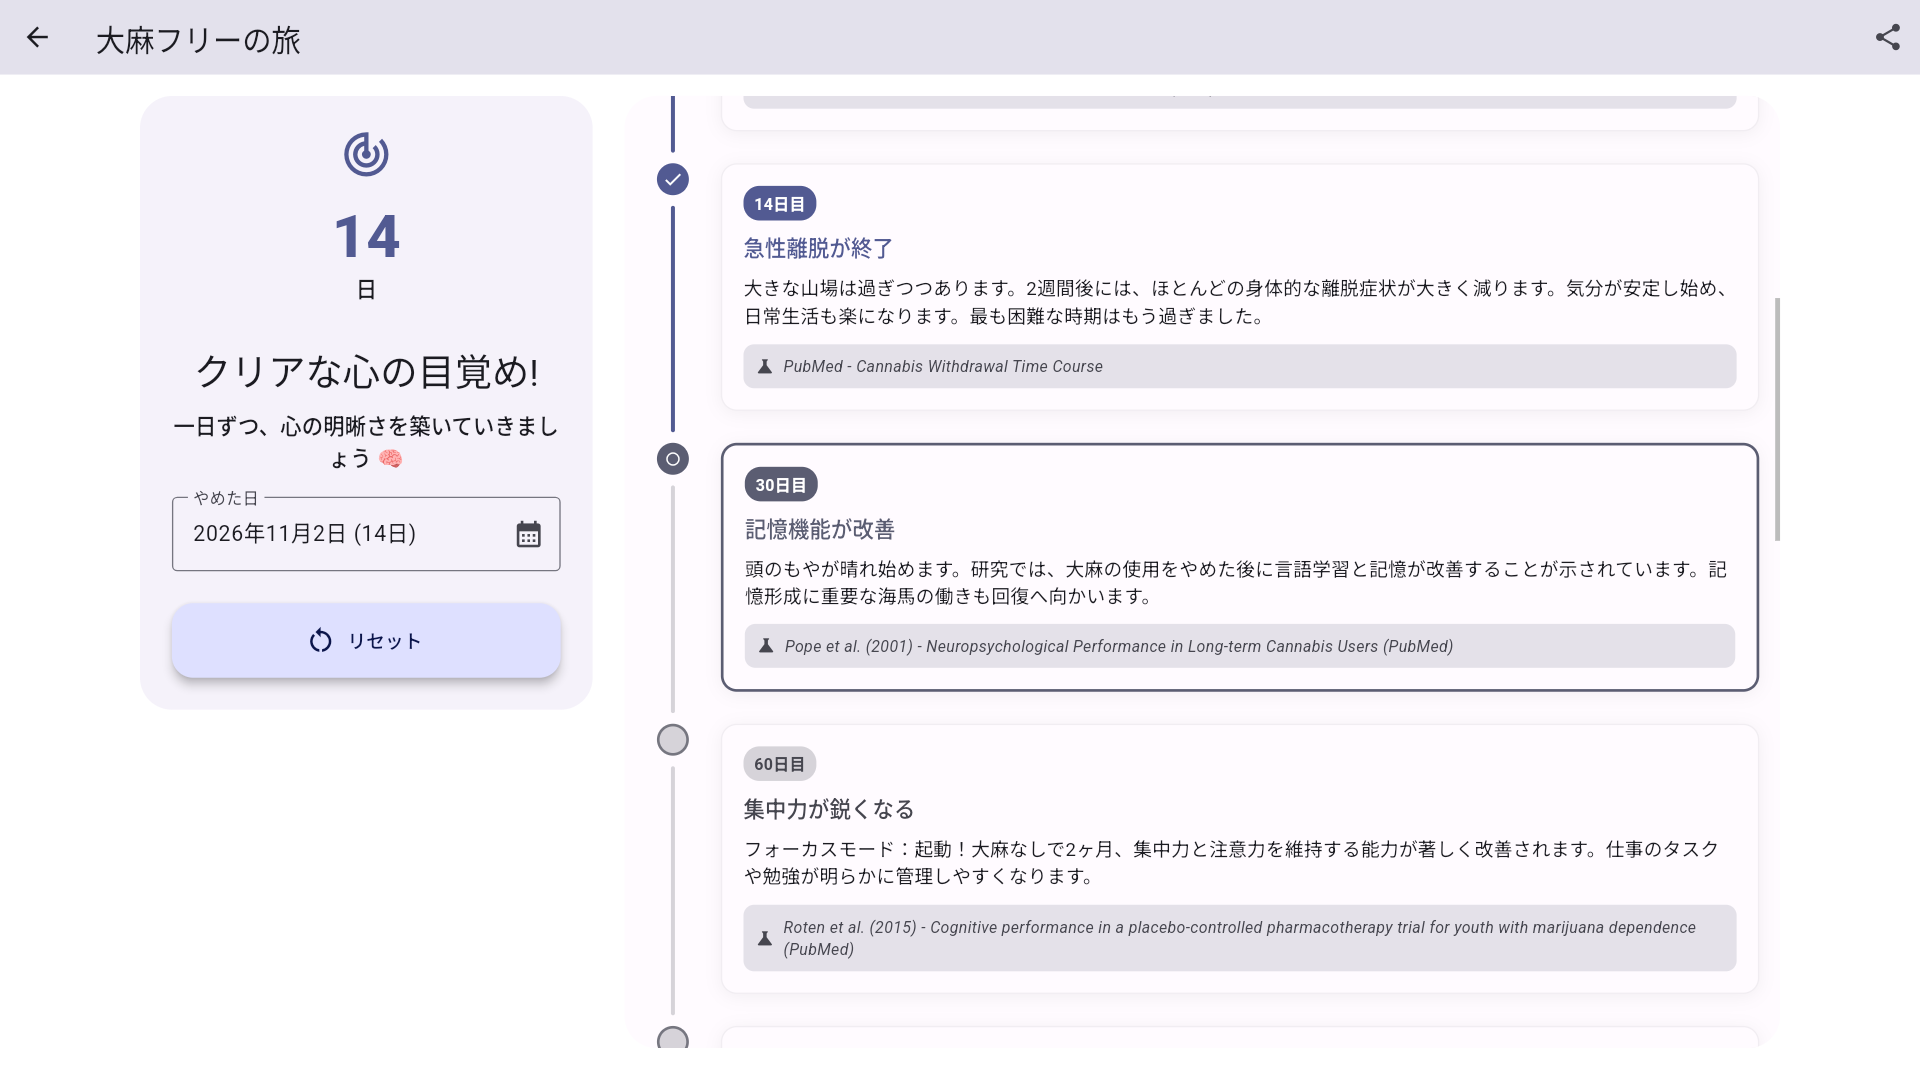 大麻フリーの旅
14
日
クリアな心の目覚め!
一日ずつ、心の明晰さを築いていきまし
ょう 🧠
やめた日
2026年11月2日 (14日)
リセット
14日目
急性離脱が終了
大きな山場は過ぎつつあります。2週間後には、ほとんどの身体的な離脱症状が大きく減ります。気分が安定し始め、
日常生活も楽になります。最も困難な時期はもう過ぎました。
PubMed - Cannabis Withdrawal Time Course
30日目
記憶機能が改善
頭のもやが晴れ始めます。研究では、大麻の使用をやめた後に言語学習と記憶が改善することが示されています。記
憶形成に重要な海馬の働きも回復へ向かいます。
Pope et al. (2001) - Neuropsychological Performance in Long-term Cannabis Users (PubMed)
60日目
集中力が鋭くなる
フォーカスモード：起動！大麻なしで2ヶ月、集中力と注意力を維持する能力が著しく改善されます。仕事のタスク
や勉強が明らかに管理しやすくなります。
Roten et al. (2015) - Cognitive performance in a placebo-controlled pharmacotherapy trial for youth with marijuana dependence
(PubMed)